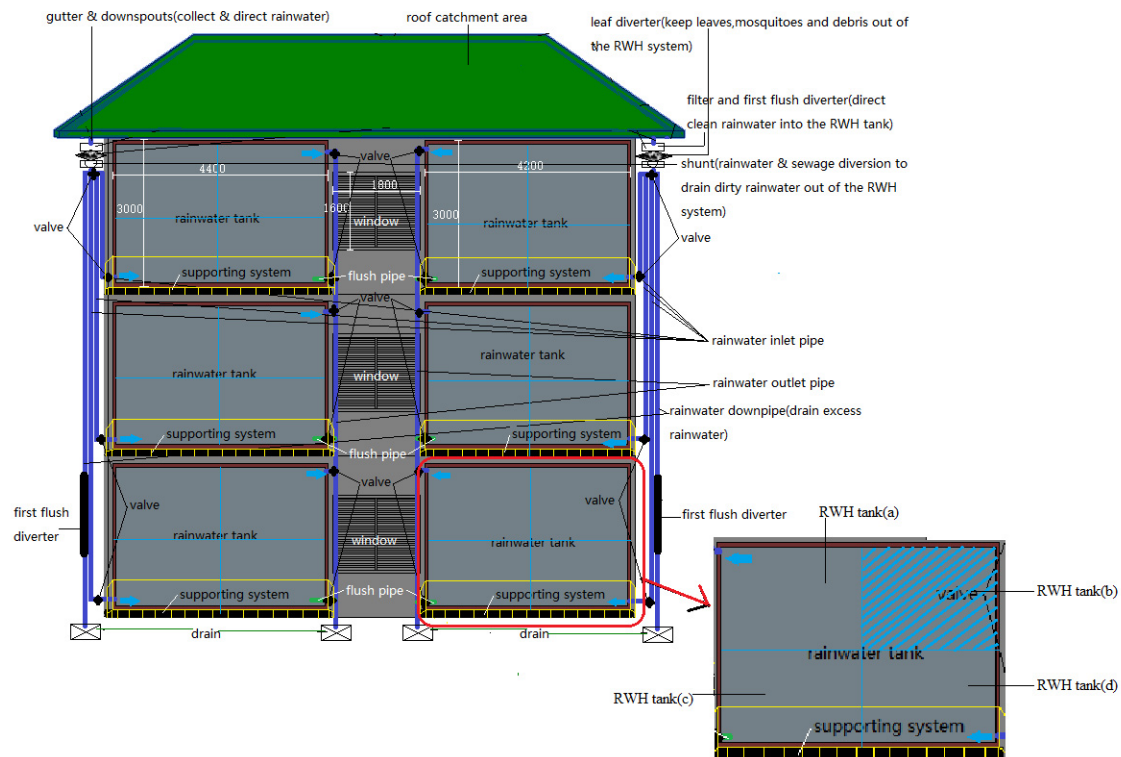 gutter & downspouts(collect & direct rainwater)
roof catchment area
leaf diverter(keep leaves,mosquitoes and debris out of
the RWH system)
filter and first flush diverter(direct
clean rainwater into the RWH tank)
shunt(rainwater & sewage diversion to
drain dirty rainwater out of the RWH
system)
valve
4400
1800
4200
3000
1600
3000
rainwater tank
window
rainwater tank
valve
valve
supporting system
flush pipe
supporting system
valve
rainwater inlet pipe
rainwater tank
window
rainwater tank
rainwater outlet pipe
rainwater downpipe(drain excess
rainwater)
supporting system
flush pipe
supporting system
valve
valve
valve
first flush
diverter
rainwater tank
window
rainwater tank
first flush diverter
supporting system
flush pipe
supporting system
drain
drain
RWH tank(a)
valve
RWH tank(b)
rainwater tank
RWH tank(c)
RWH tank(d)
supporting system